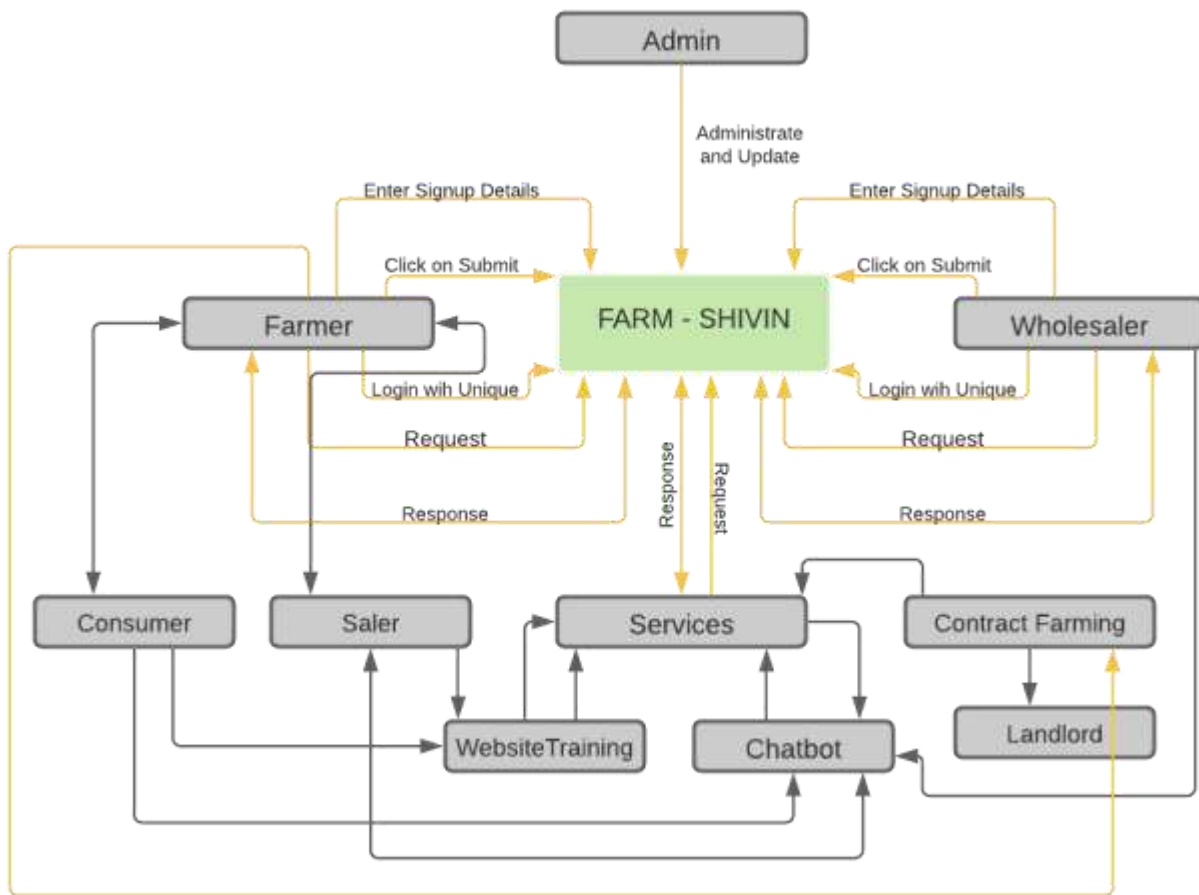 Admin
Administrate
and Update
Enter Signup Details
Enter Signup Details
Click on Submit
Click on Submit
Farmer
FARM - SHIVIN
Wholesaler
Login wih Unique
Login wih Unique
Request
Response
Request
Request
Response
Response
Consumer
Saler
Services
Contract Farming
WebsiteTraining
Chatbot
Landlord